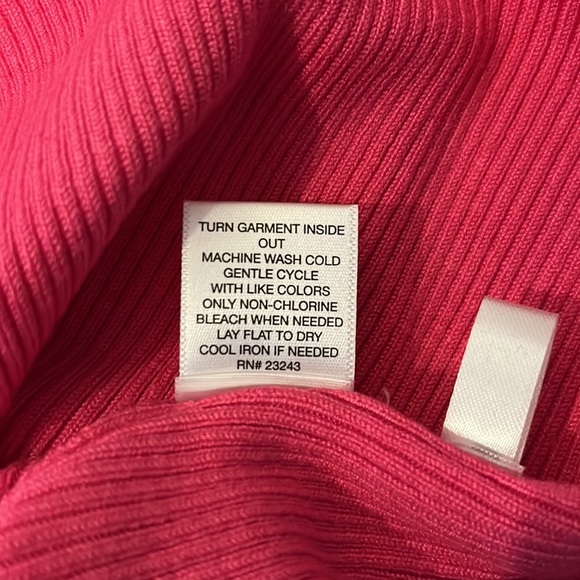 TURN GARMENT INSIDE
OUT
MACHINE WASH COLD
GENTLE CYCLE
WITH LIKE COLORS
ONLY NON-CHLORINE
BLEACH WHEN NEEDED
LAY FLAT TO DRY
COOL IRON IF NEEDED
RN# 23243